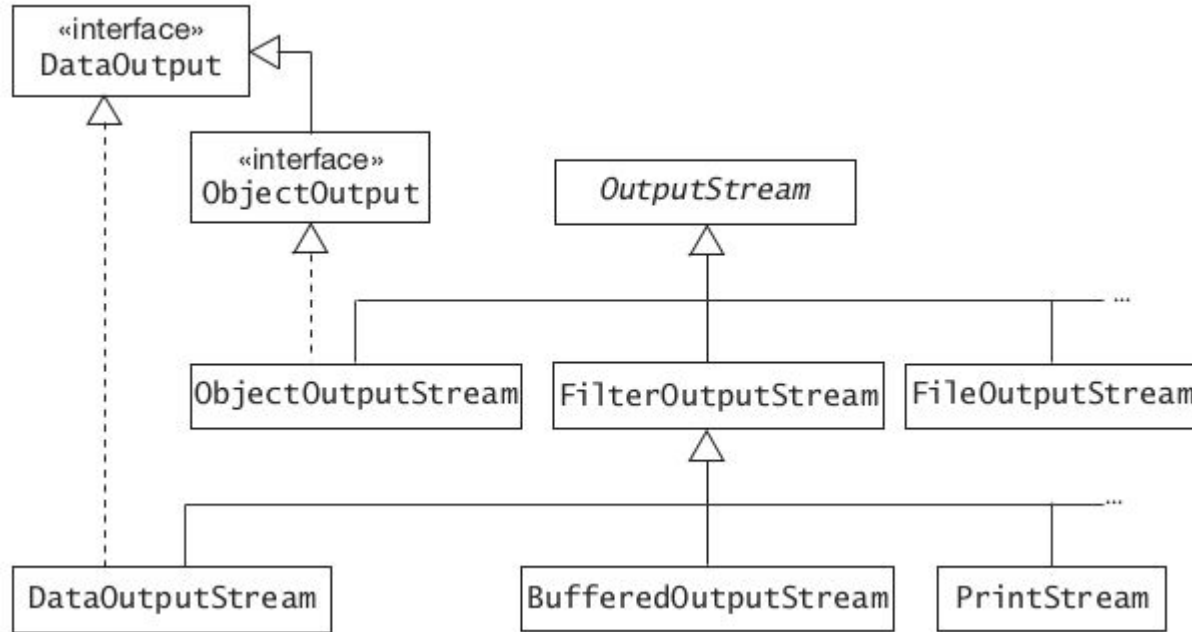 «interface»
DataOutput
«interface»
ObjectOutput
OutputStream
...
ObjectOutputStream
FilterOutputStream
FileOutputStream
...
DataOutputStream
BufferedOutputStream
PrintStream